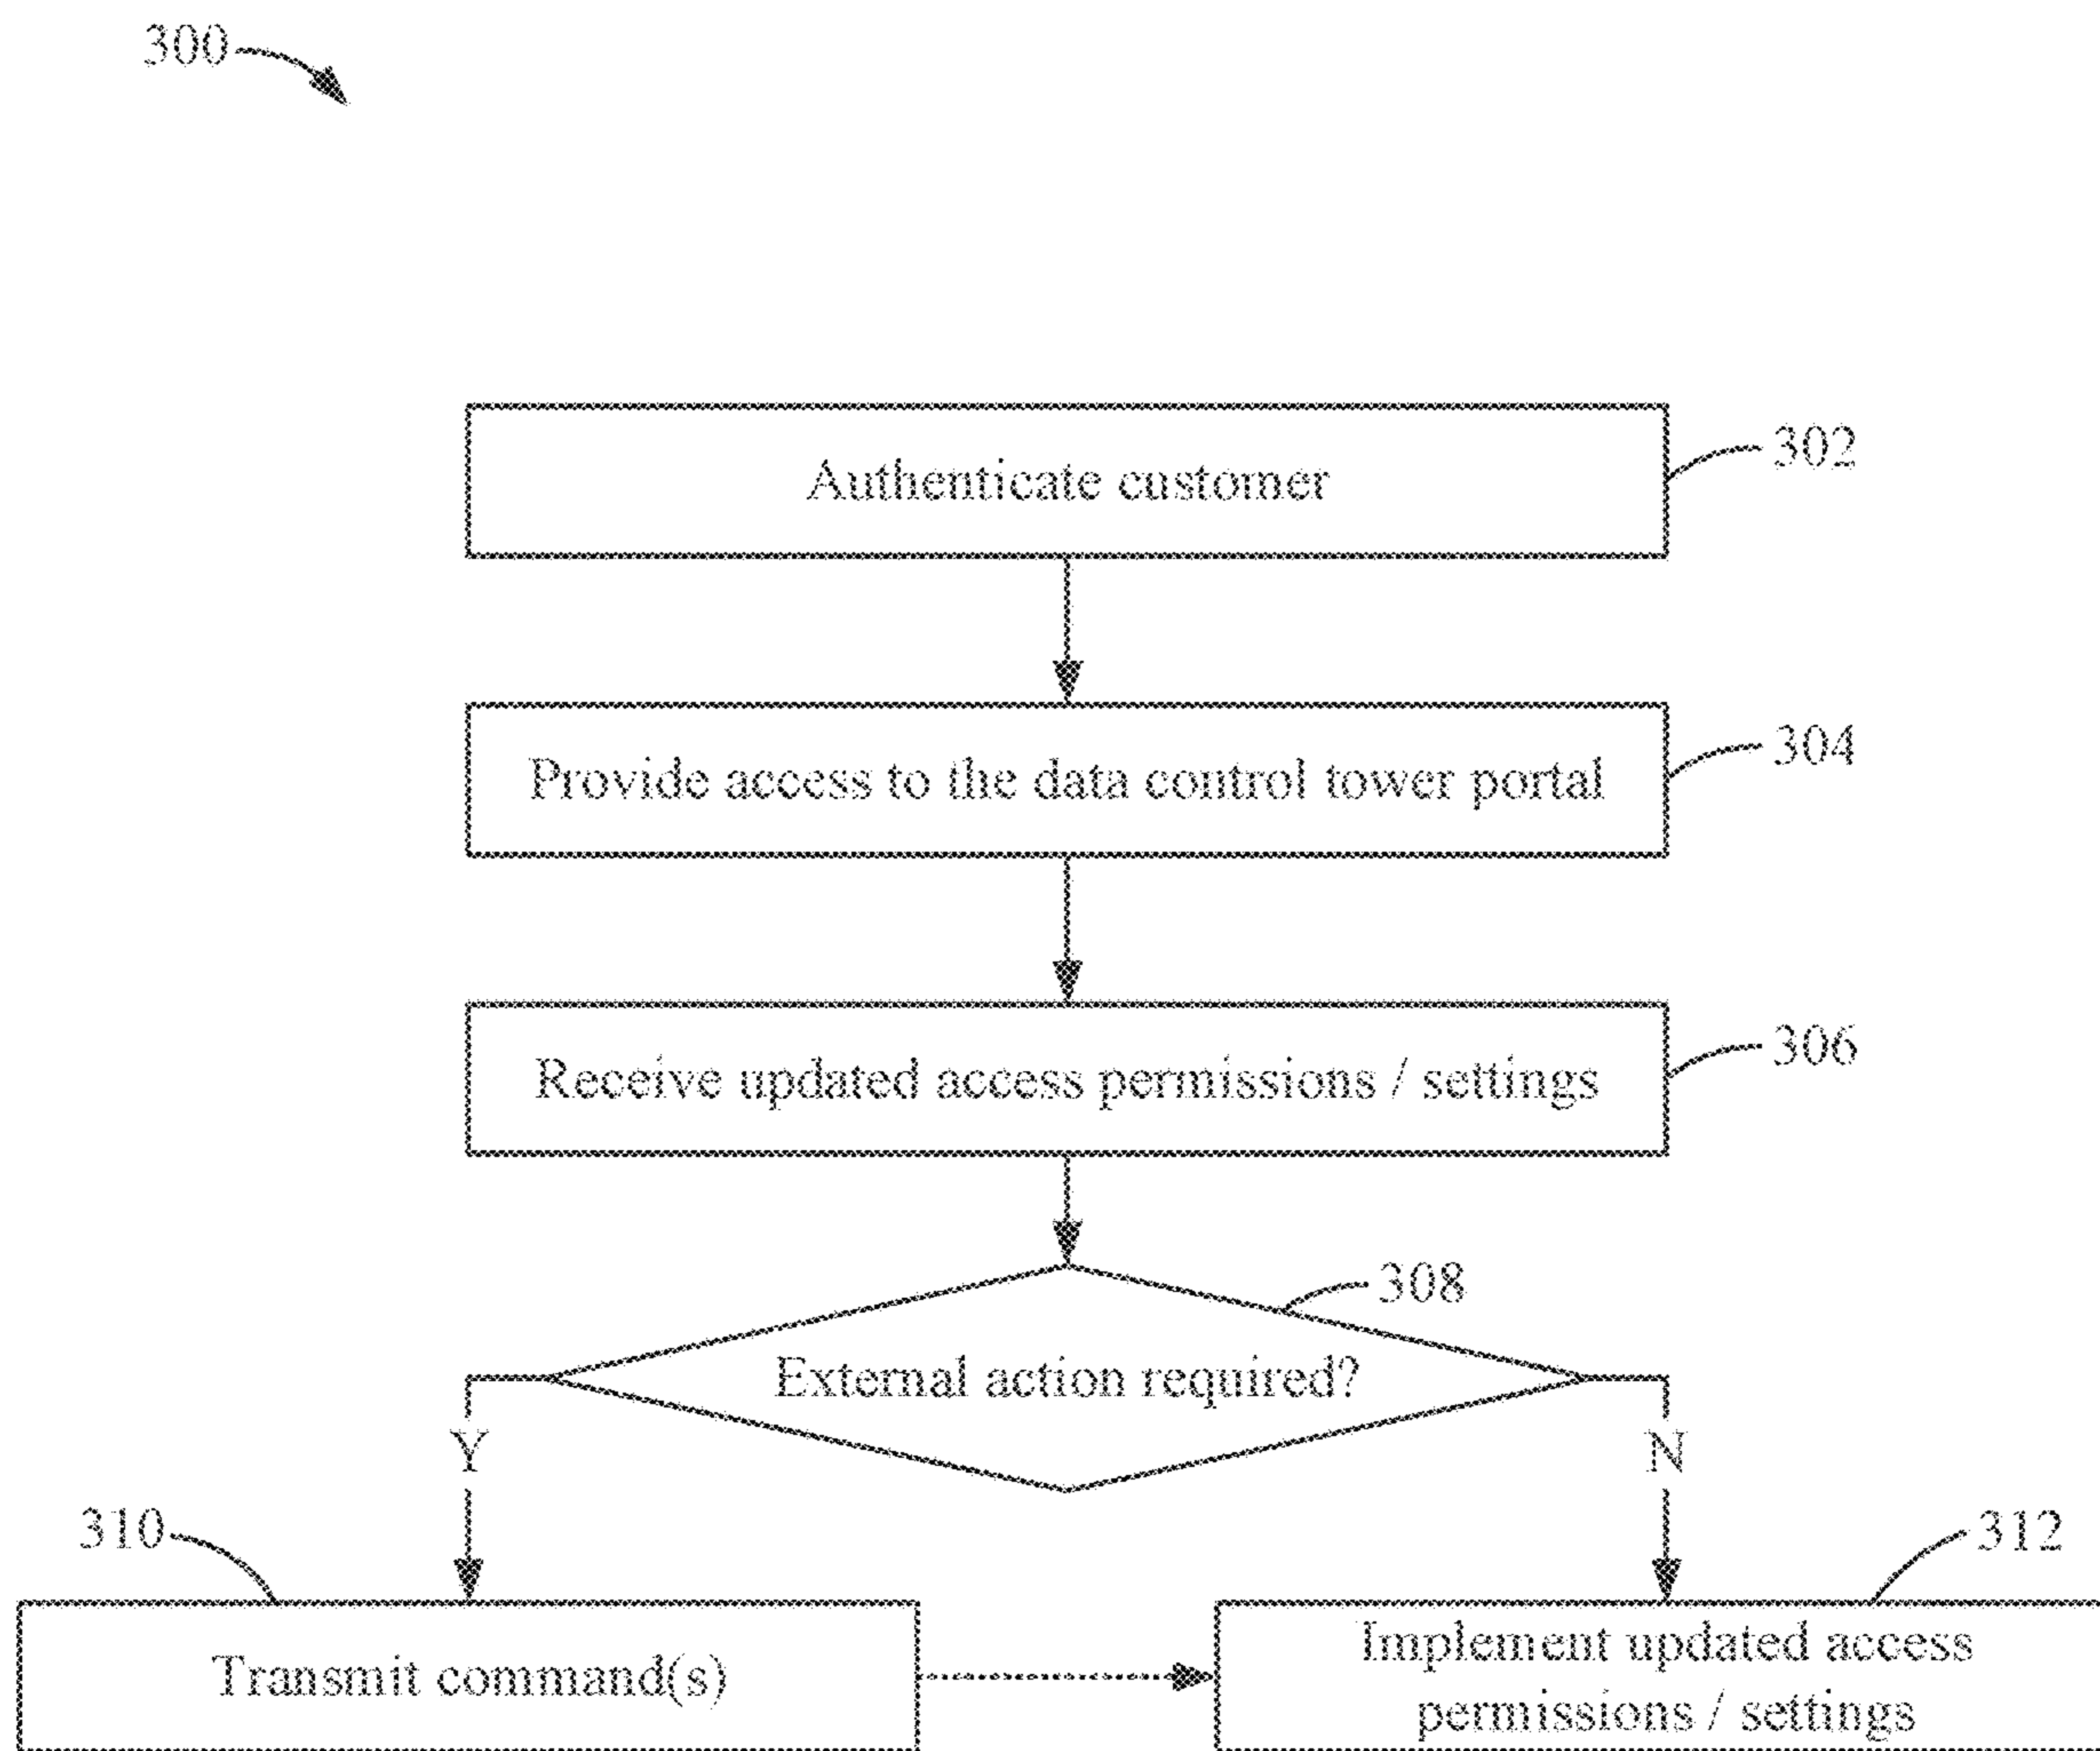 300
Authenticate customer
302
Provide access to the data control tower portal
304
Receive updated access permissions / settings
306
308
External action required?
Y
N
310
312
Transmit command(s)
Implement updated access
permissions / settings